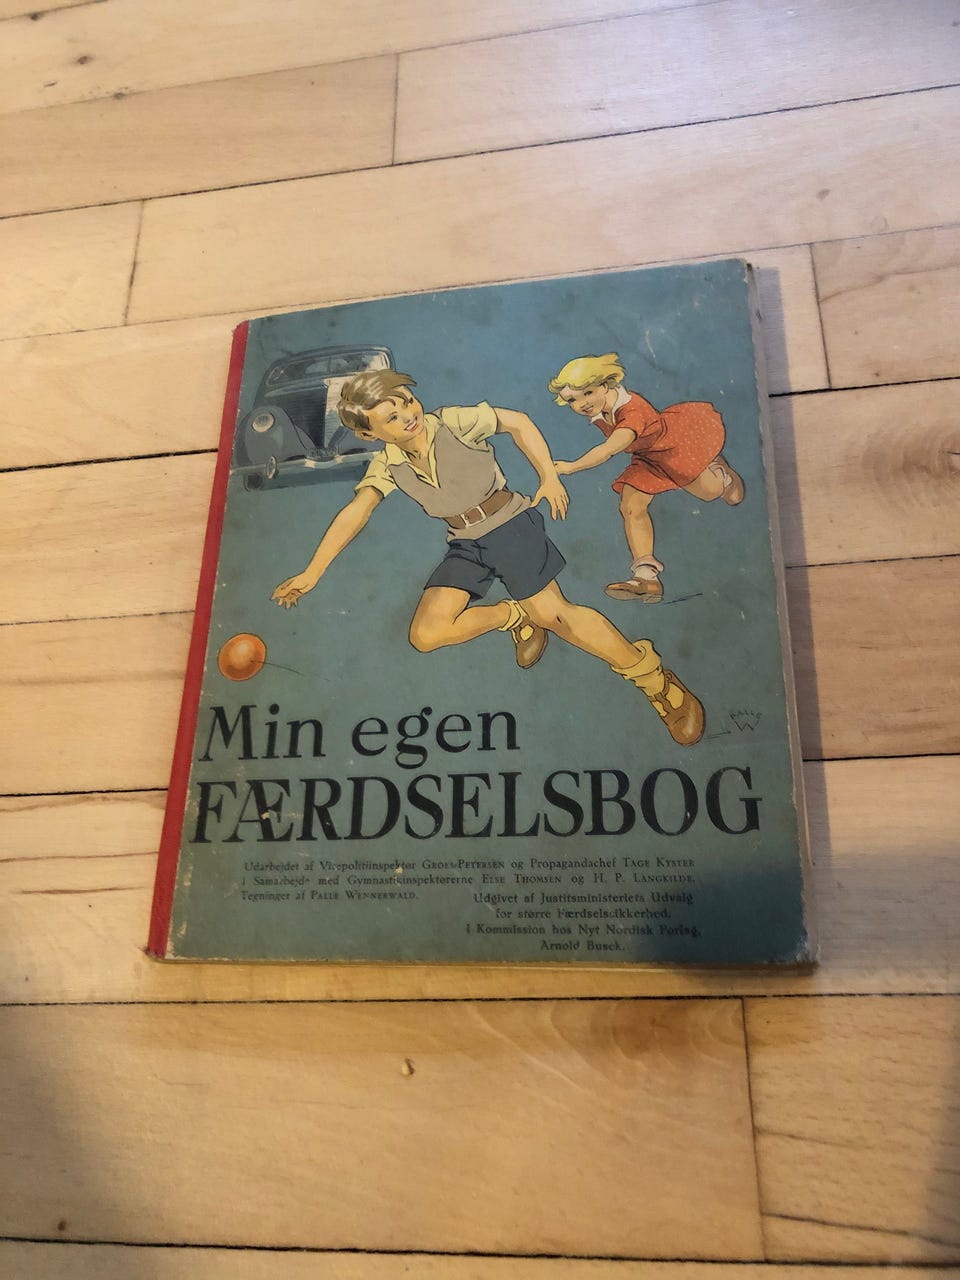 PALLE W
Min egen
FÆRDSELSBOG
Udarbejdet af Vicepolitiinspektør GROES-PETERSEN og Propagandachef TAGE KYSTER
i Samarbejde med Gymnastikinspektørerne ELSE THOMSEN og H. P. LANGKILDE.
Tegninger af PALLE WENNERWALD.
Udgivet af Justitsministeriets Udvalg
for større Færdselssikkerhed.
I Kommission hos Nyt Nordisk Forlag,
Arnold Busck.